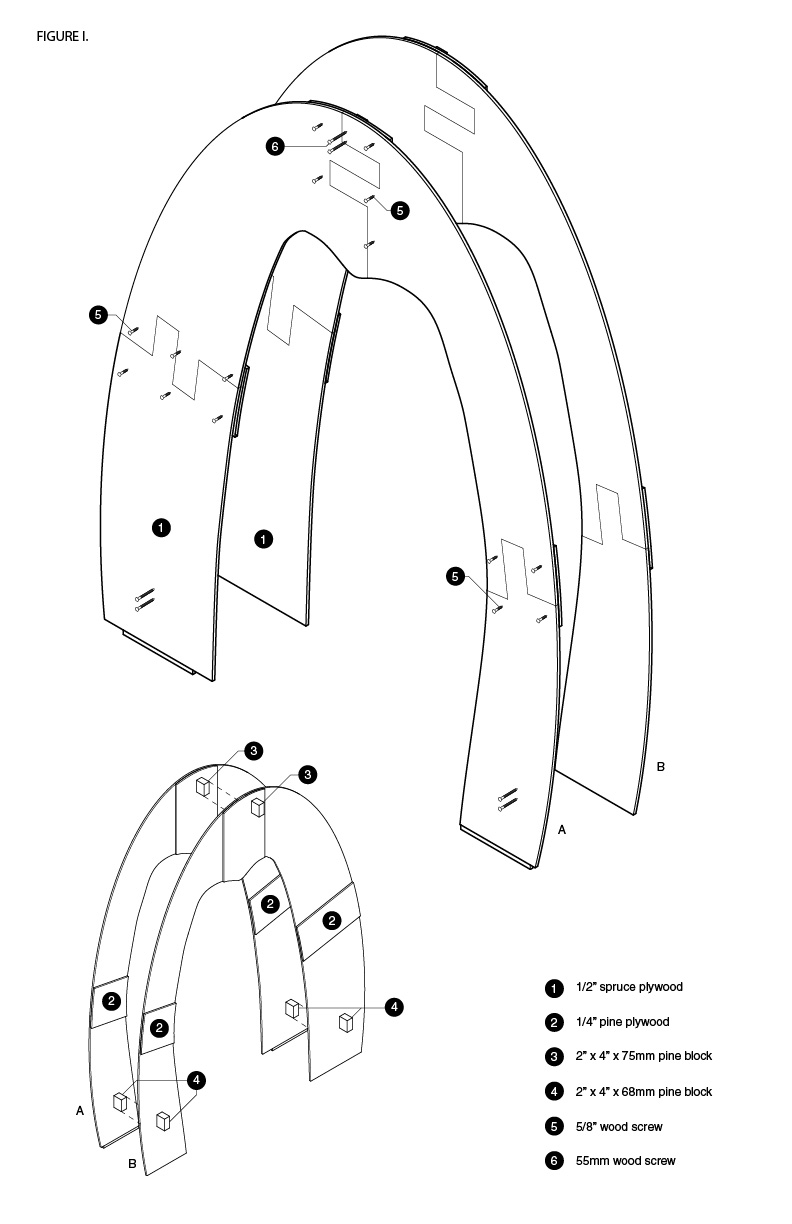 FIGURE I.
6
5
5
1
1
5
B
A
3
3
2
2
2
2
4
4
A
B
1 1/2” spruce plywood
2 1/4” pine plywood
3 2” x 4” x 75mm pine block
4 2” x 4” x 68mm pine block
5 5/8” wood screw
6 55mm wood screw